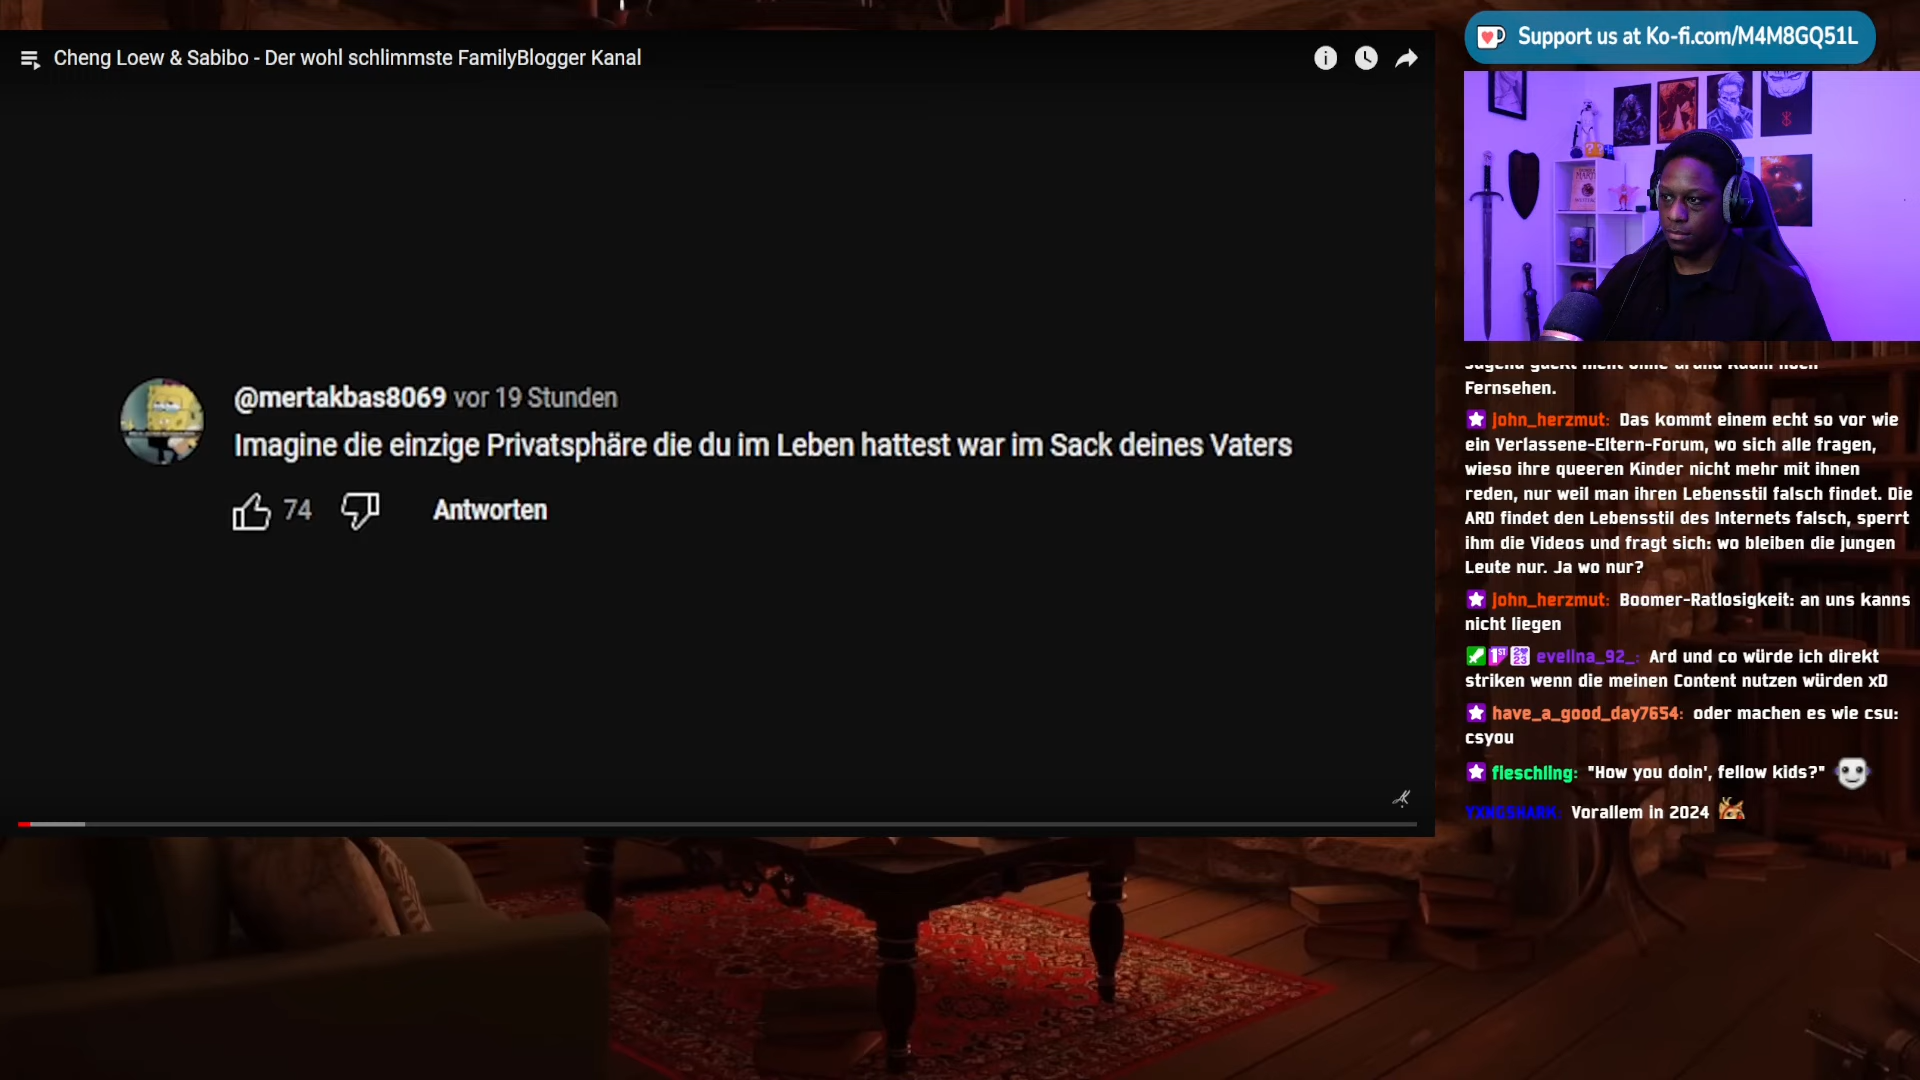 Cheng Loew & Sabibo - Der wohl schlimmste FamilyBlogger Kanal
@mertakbas8069 vor 19 Stunden
Imagine die einzige Privatsphäre die du im Leben hattest war im Sack deines Vaters
74
Antworten
Support us at Ko-fi.com/M4M8GQ51L
Fernsehen.
john_herzmut: Das kommt einem echt so vor wie
ein Verlassene-Eltern-Forum, wo sich alle fragen,
wieso ihre queeren Kinder nicht mehr mit ihnen
reden, nur weil man ihren Lebensstil falsch findet. Die
ARD findet den Lebensstil des Internets falsch, sperrt
ihm die Videos und fragt sich: wo bleiben die jungen
Leute nur. Ja wo nur?
john_herzmut: Boomer-Ratlosigkeit: an uns kanns
nicht liegen
evelina_92_: Ard und co würde ich direkt
striken wenn die meinen Content nutzen würden xD
have_a_good_day7654: oder machen es wie csu:
csyou
fleschling: "How you doin', fellow kids?"
YXNGSHARK: Vorallem in 2024